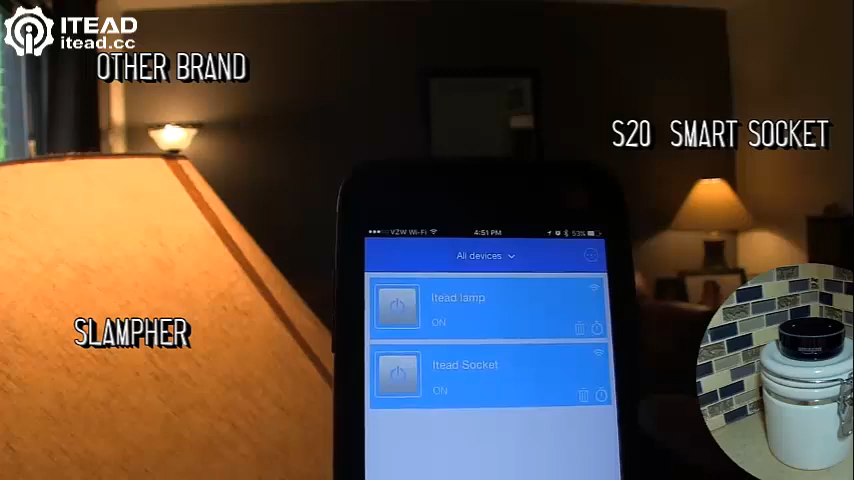 ITEAD
itead.cc
OTHER BRAND
S20 SMART SOCKET
SLAMPHER
VZW Wi-Fi
4:51 PM
53%
All devices
Itead lamp
ON
Itead Socket
ON